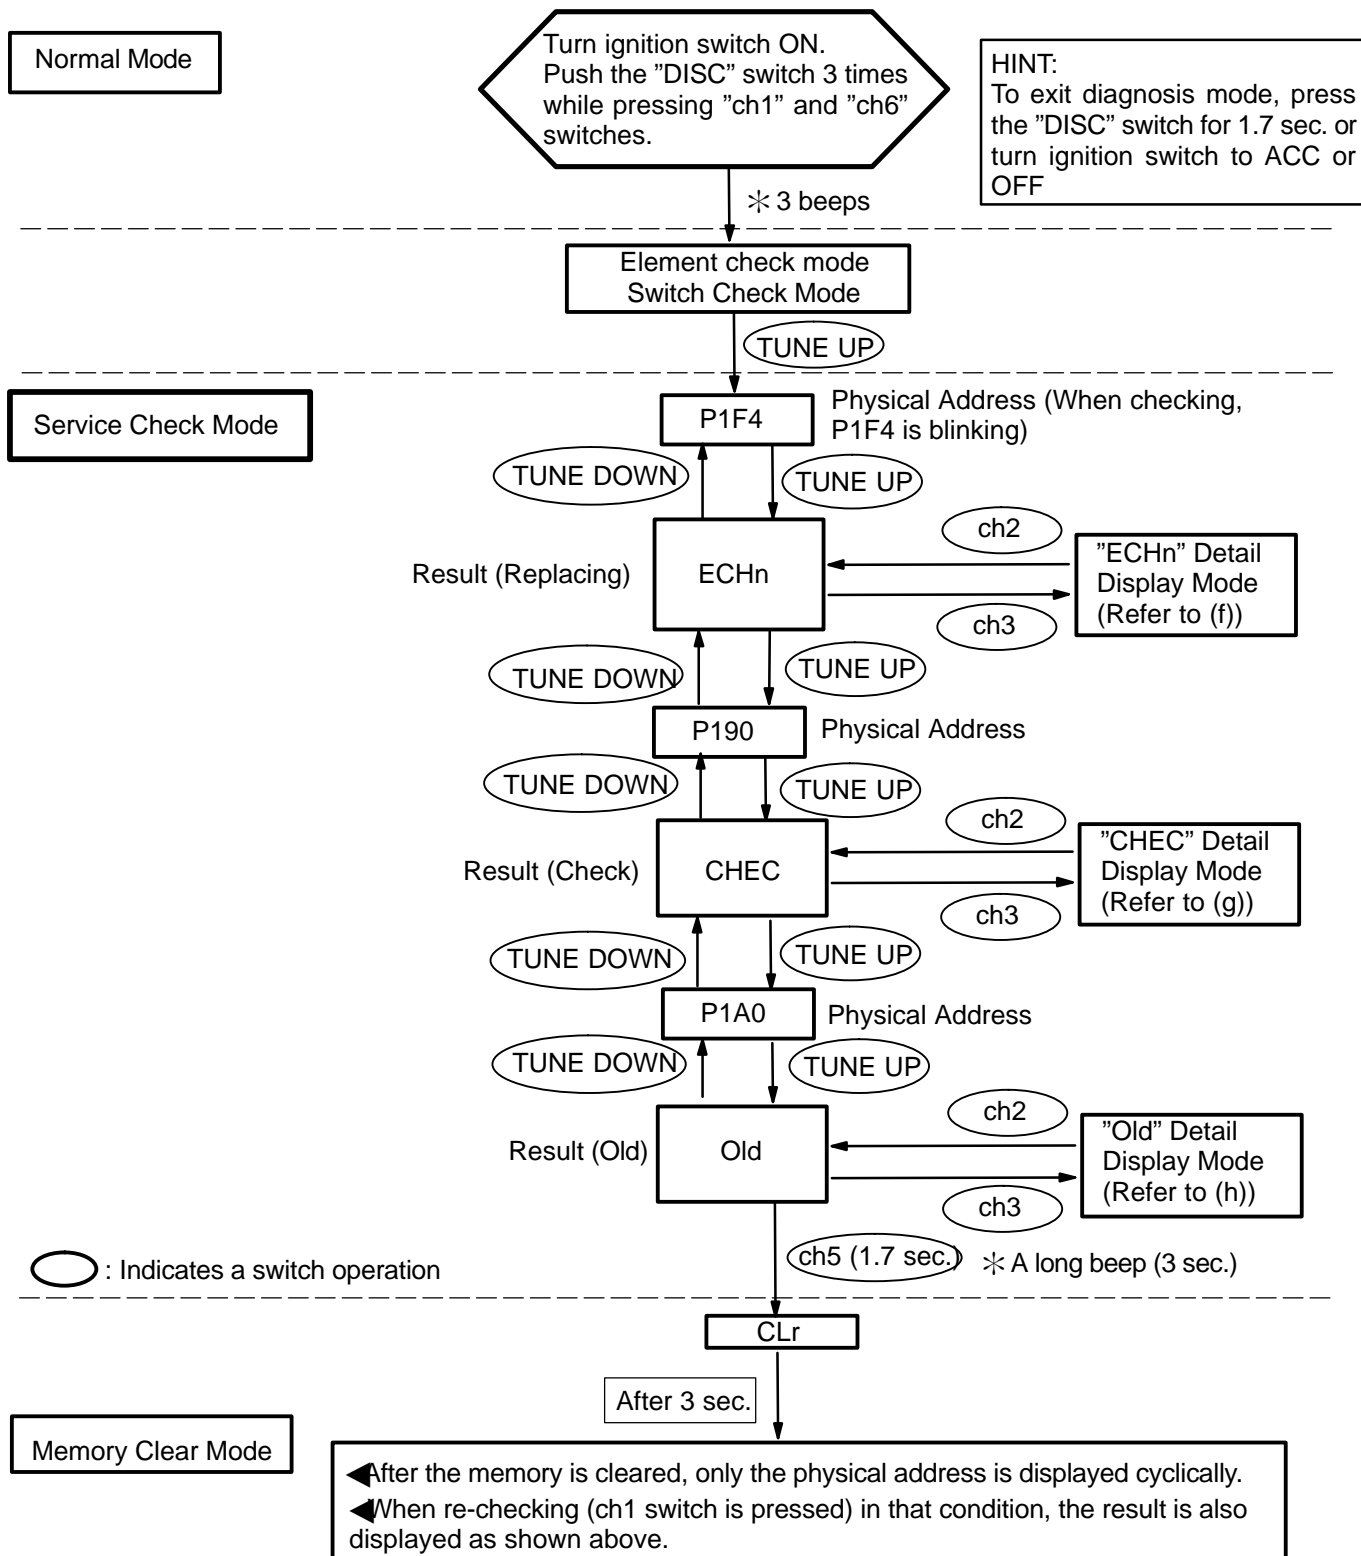 Normal Mode
Turn ignition switch ON.
Push the ”DISC” switch 3 times
while pressing ”ch1” and ”ch6”
switches.
HINT:
To exit diagnosis mode, press
the ”DISC” switch for 1.7 sec. or
turn ignition switch to ACC or
OFF
＊ 3 beeps
Element check mode
Switch Check Mode
TUNE UP
Service Check Mode
P1F4
Physical Address (When checking,
P1F4 is blinking)
TUNE DOWN
TUNE UP
Result (Replacing)
ECHn
ch2
ch3
”ECHn” Detail
Display Mode
(Refer to (f))
TUNE DOWN
TUNE UP
P190
Physical Address
TUNE DOWN
TUNE UP
Result (Check)
CHEC
ch2
ch3
”CHEC” Detail
Display Mode
(Refer to (g))
TUNE DOWN
TUNE UP
P1A0
Physical Address
TUNE DOWN
TUNE UP
Result (Old)
Old
ch2
ch3
”Old” Detail
Display Mode
(Refer to (h))
: Indicates a switch operation
ch5 (1.7 sec.)
＊ A long beep (3 sec.)
CLr
After 3 sec.
Memory Clear Mode
◀After the memory is cleared, only the physical address is displayed cyclically.
◀When re-checking (ch1 switch is pressed) in that condition, the result is also
displayed as shown above.